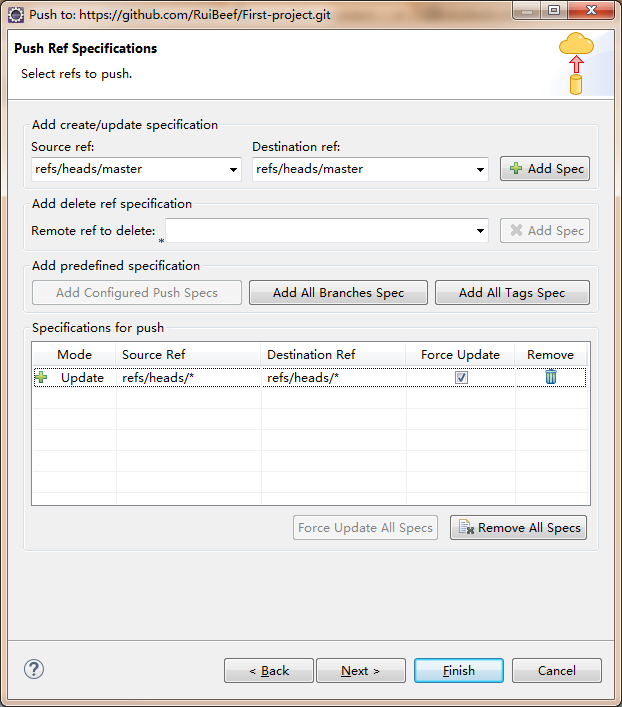 Push to: https://github.com/RuiBeef/First-project.git
Push Ref Specifications
Select refs to push.
Add create/update specification
Source ref: Destination ref:
refs/heads/master refs/heads/master Add Spec
Add delete ref specification
Remote ref to delete: * Add Spec
Add predefined specification
Add Configured Push Specs Add All Branches Spec Add All Tags Spec
Specifications for push
Mode Source Ref Destination Ref Force Update Remove
Update refs/heads/* refs/heads/*
Force Update All Specs Remove All Specs
? < Back Next > Finish Cancel